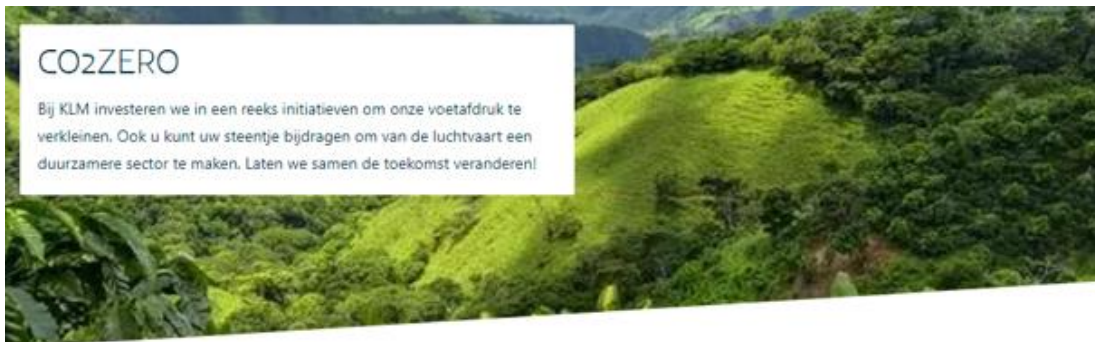 CO2ZERO
Bij KLM investeren we in een reeks initiatieven om onze voetafdruk te
verkleinen. Ook u kunt uw steentje bijdragen om van de luchtvaart een
duurzamere sector te maken. Laten we samen de toekomst veranderen!